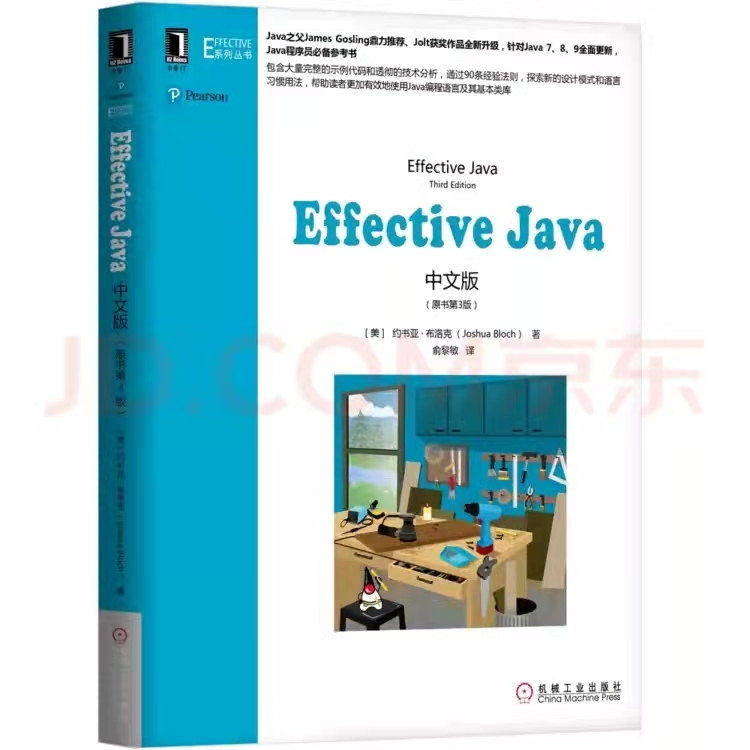 EFFECTIVE
系列丛书
Java之父James Gosling鼎力推荐、Jolt获奖作品全新升级，针对Java 7、8、9全面更新，
Java程序员必备参考书
包含大量完整的示例代码和透彻的技术分析，通过90条经验法则，探索新的设计模式和语言
习惯用法，帮助读者更加有效地使用Java编程语言及其基本类库
Pearson
Effective Java
Third Edition
Effective Java
中文版
（原书第3版）
［美］ 约书亚·布洛克（Joshua Bloch） 著
俞黎敏 译
机械工业出版社
China Machine Press
Effective Java
中文版
JD.COM京东